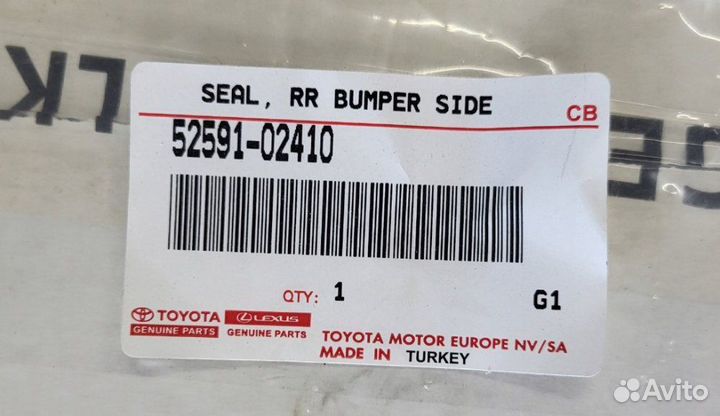 SEAL, RR BUMPER SIDE
CB
52591-02410
QTY: 1
G1
TOYOTA LEXUS
GENUINE PARTS GENUINE PARTS
TOYOTA MOTOR EUROPE NV/SA
MADE IN TURKEY
Avito